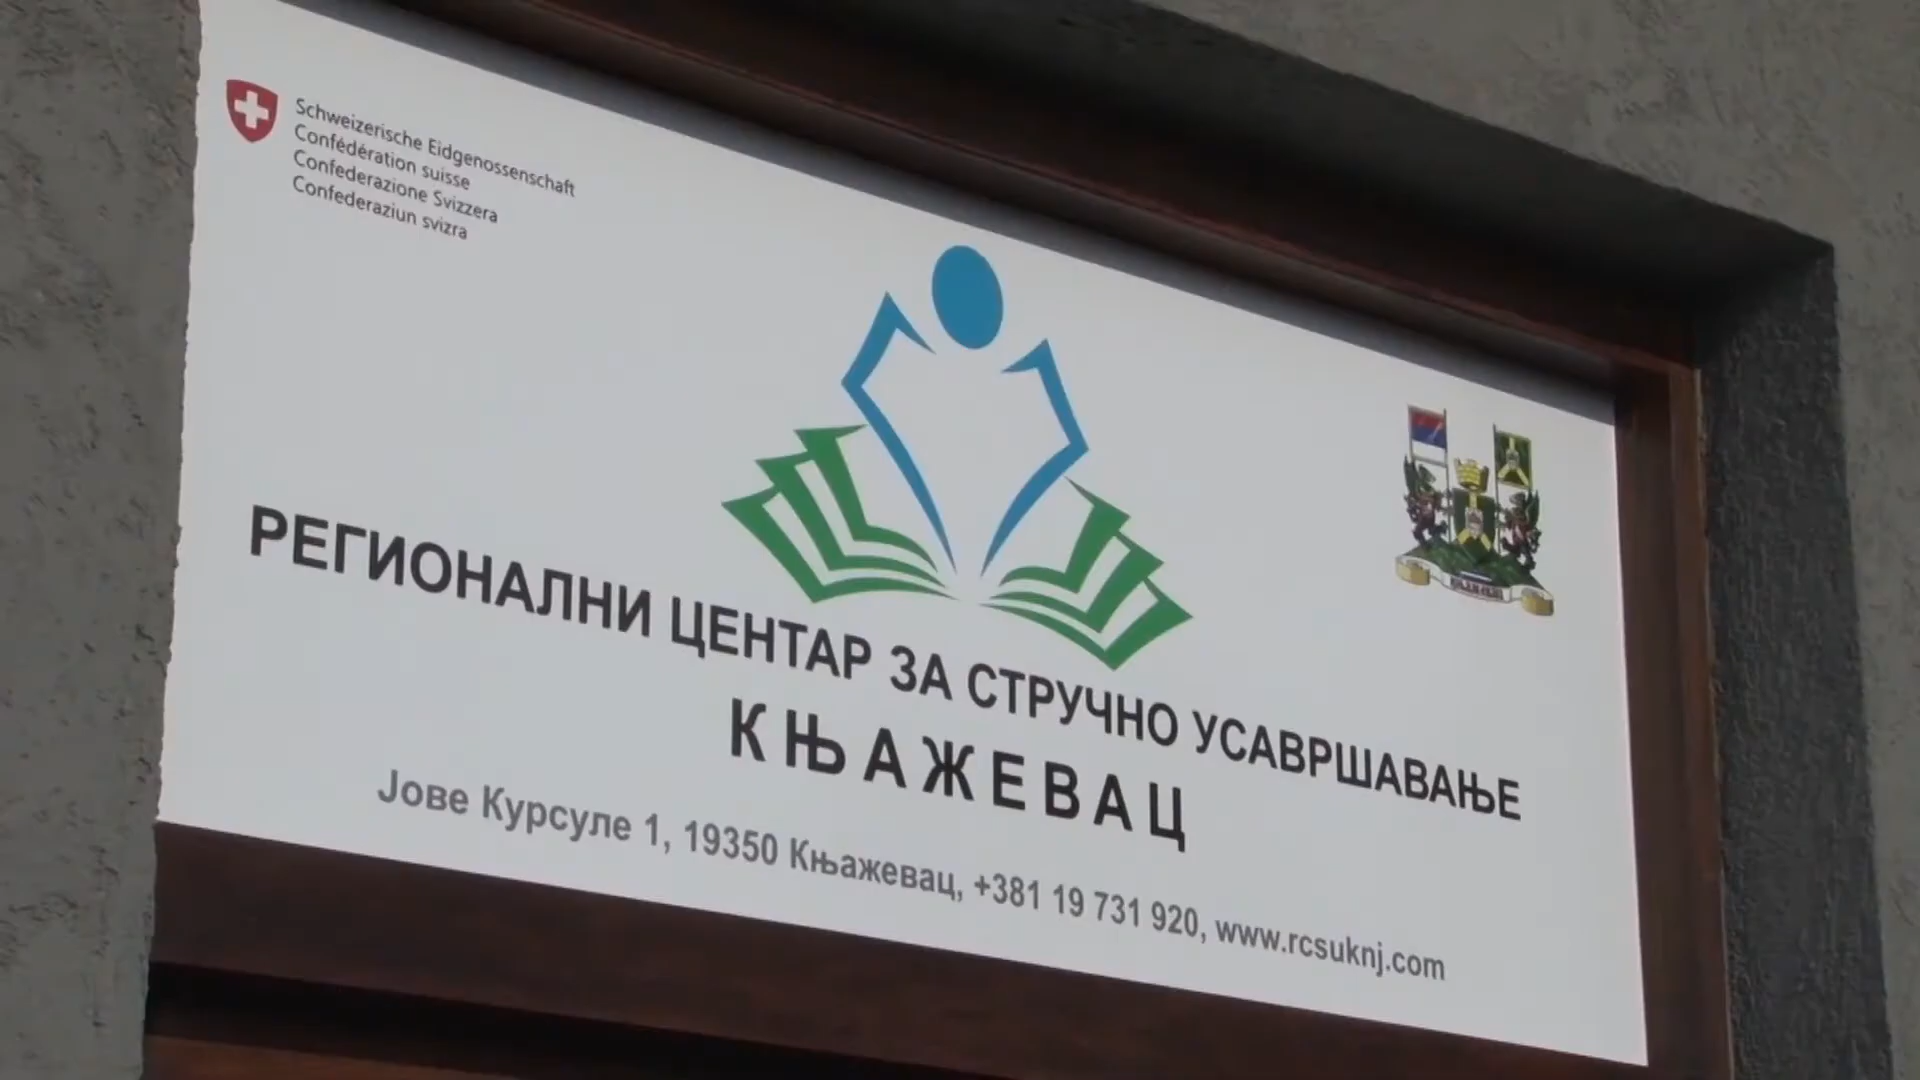 Schweizerische Eidgenossenschaft
Confédération suisse
Confederazione Svizzera
Confederaziun svizra
РЕГИОНАЛНИ ЦЕНТАР ЗА СТРУЧНО УСАВРШАВАЊЕ
КЊАЖЕВАЦ
Јове Курсуле 1, 19350 Књажевац, +381 19 731 920, www.rcsuknj.com